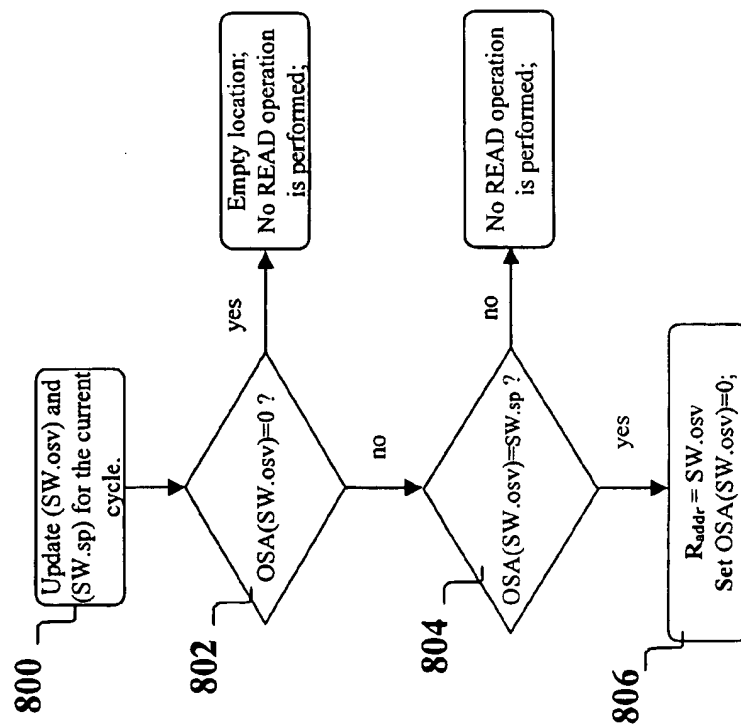 800
Update (SW.osv) and
(SW.sp) for the current
cycle.
802
OSA(SW.osv)=0 ?
yes
Empty location;
No READ operation
is performed;
no
804
OSA(SW.osv)=SW.sp ?
no
No READ operation
is performed;
yes
806
Raddr = SW.osv
Set OSA(SW.osv)=0;